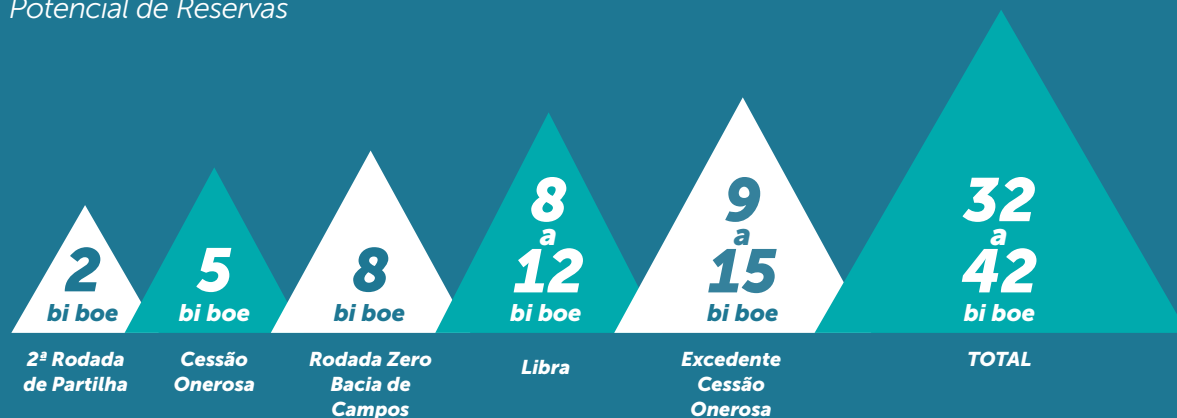 Potencial de Reservas
2
bi boe
5
bi boe
8
bi boe
8
a
12
bi boe
9
a
15
bi boe
32
a
42
bi boe
2ª Rodada
de Partilha
Cessão
Onerosa
Rodada Zero
Bacia de
Campos
Libra
Excedente
Cessão
Onerosa
TOTAL